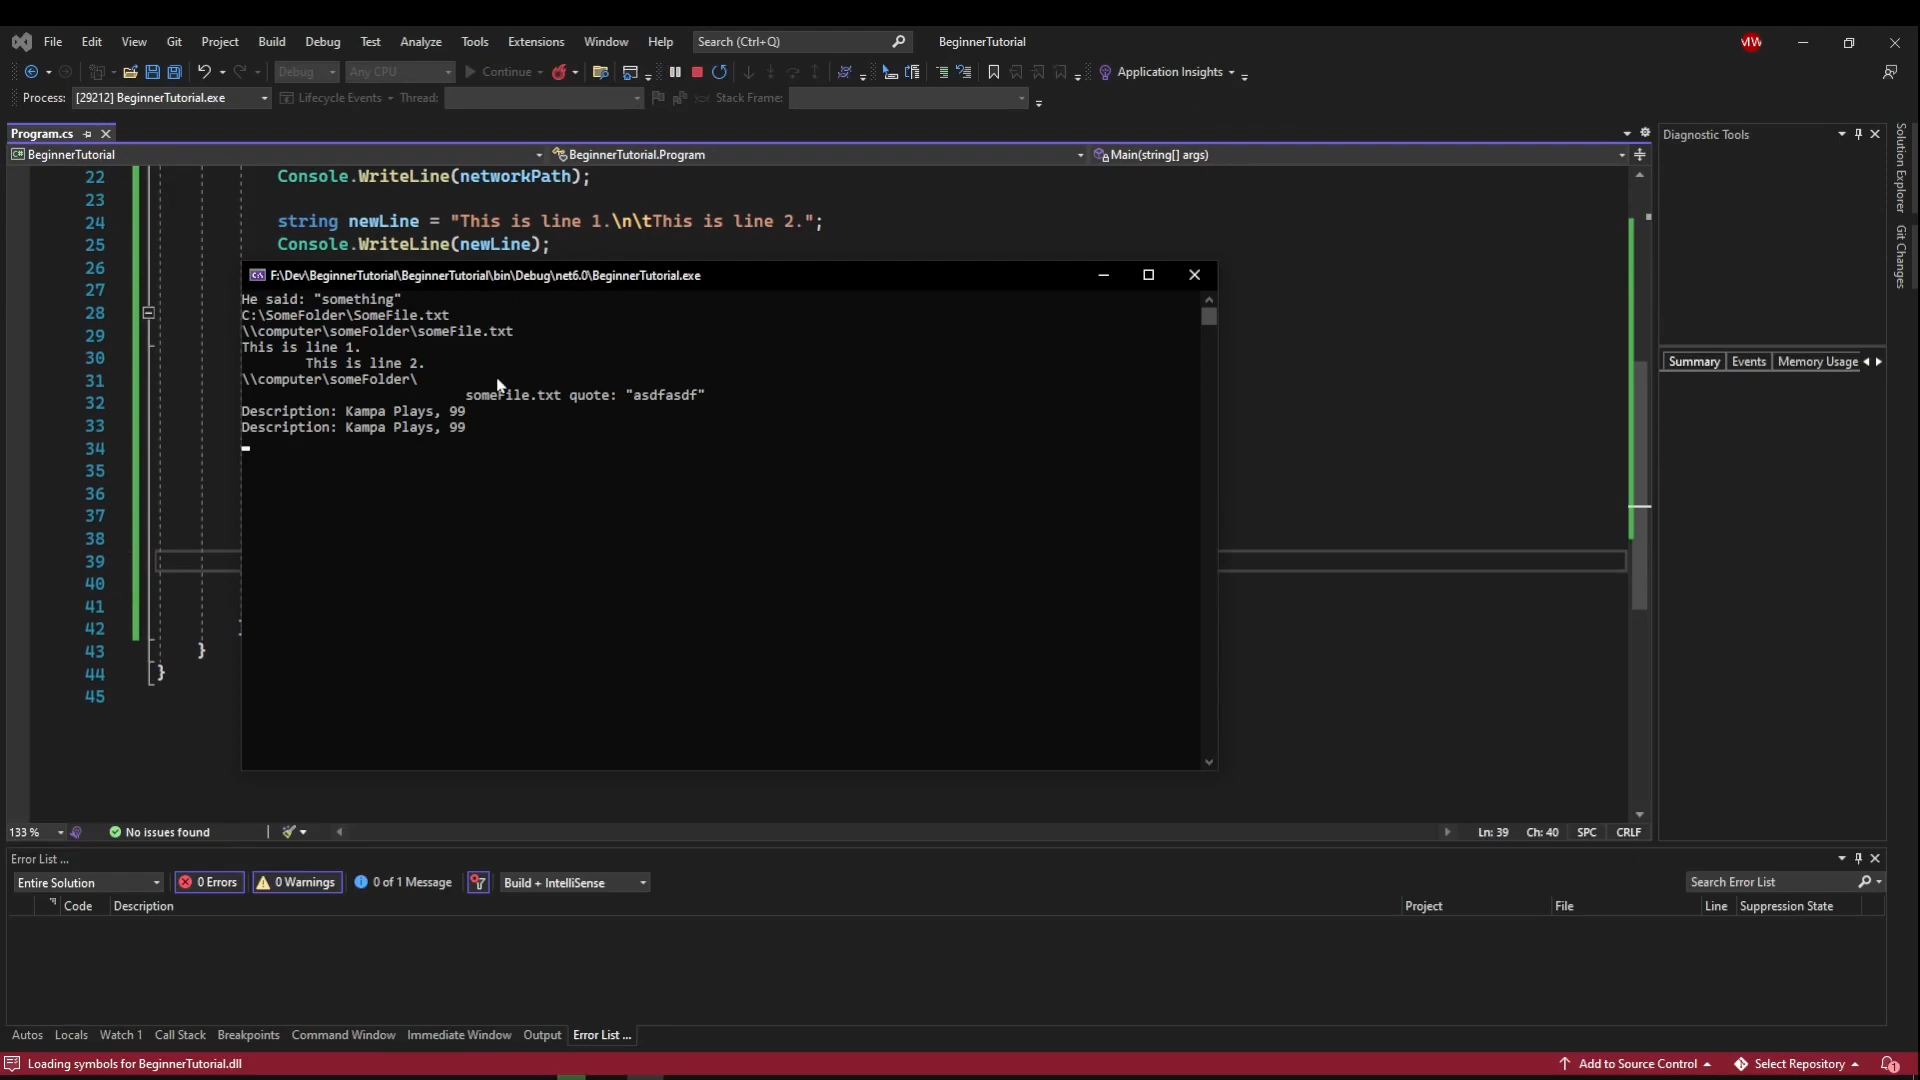 File Edit View Git Project Build Debug Test Analyze Tools Extensions Window Help Search (Ctrl+Q) BeginnerTutorial MW
Debug Any CPU Continue Application Insights
Process: [29212] BeginnerTutorial.exe Lifecycle Events Thread: Stack Frame:
Program.cs
BeginnerTutorial BeginnerTutorial.Program Main(string[] args)
22 Console.WriteLine(networkPath);
23
24 string newLine = "This is line 1.\n\tThis is line 2.";
25 Console.WriteLine(newLine);
26
27
28
29
30
31
32
33
34
35
36
37
38
39
40
41
42
43 }
44 }
45
F:\Dev\BeginnerTutorial\BeginnerTutorial\bin\Debug\net6.0\BeginnerTutorial.exe
He said: "something"
C:\SomeFolder\SomeFile.txt
\\computer\someFolder\someFile.txt
This is line 1.
This is line 2.
\\computer\someFolder\
someFile.txt quote: "asdfasdf"
Description: Kampa Plays, 99
Description: Kampa Plays, 99
Diagnostic Tools
Summary Events Memory Usage
Solution Explorer
Git Changes
133 % No issues found Ln: 39 Ch: 40 SPC CRLF
Error List ...
Entire Solution 0 Errors 0 Warnings 0 of 1 Message Build + IntelliSense Search Error List
Code Description Project File Line Suppression State
Autos Locals Watch 1 Call Stack Breakpoints Command Window Immediate Window Output Error List ...
Loading symbols for BeginnerTutorial.dll Add to Source Control Select Repository 1